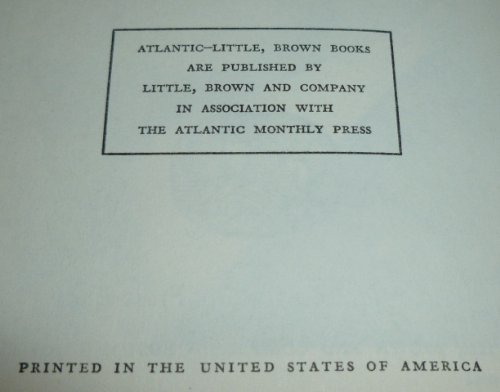 ATLANTIC—LITTLE, BROWN BOOKS
ARE PUBLISHED BY
LITTLE, BROWN AND COMPANY
IN ASSOCIATION WITH
THE ATLANTIC MONTHLY PRESS
PRINTED IN THE UNITED STATES OF AMERICA